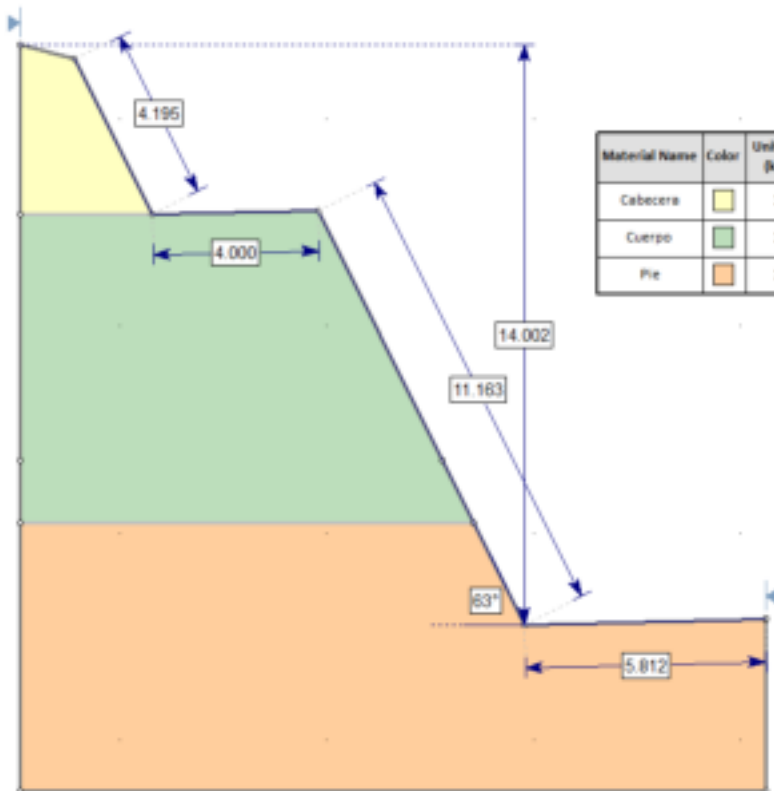 4.195
Material Name Color
Cabecera
4.000
Cuerpo
Pie
14.002
11.163
63°
5.812